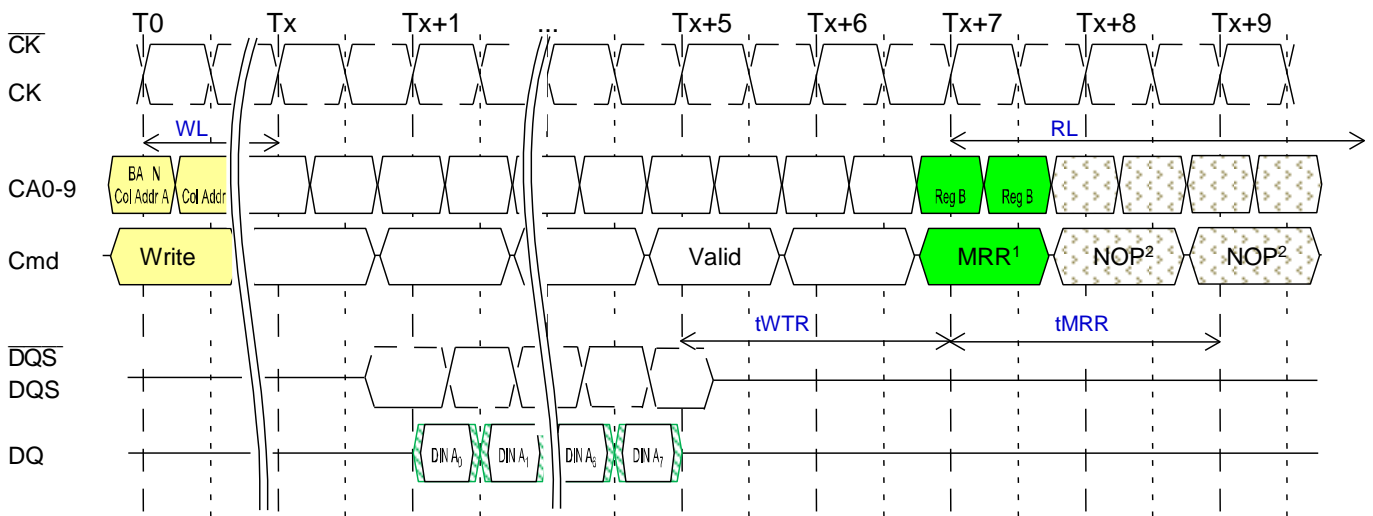 T0 Tx Tx+1 ... Tx+5 Tx+6 Tx+7 Tx+8 Tx+9
CK
CK
WL RL
CA0-9 BA N Col Addr A Col Addr Reg B Reg B
Cmd Write Valid MRR¹ NOP² NOP²
tWTR tMRR
DQS
DQS
DQ DIN A₀ DIN A₁ DIN A₆ DIN A₇